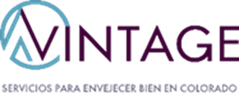 VINTAGE
SERVICIOS PARA ENVEJECER BIEN EN COLORADO